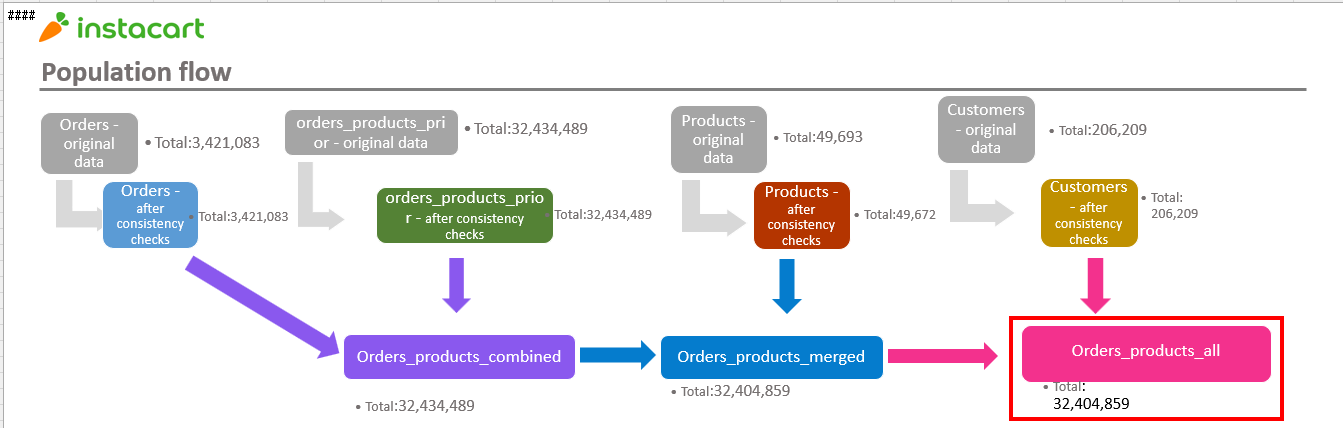 ####
instacart
Population flow
Orders -
original
data
• Total:3,421,083
orders_products_pri
or - original data
• Total:32,434,489
Products -
original
data
• Total:49,693
Customers
- original
data
• Total:206,209
Orders -
after
consistency
checks
• Total:3,421,083
orders_products_prio
r - after consistency
checks
• Total:32,434,489
Products -
after
consistency
checks
• Total:49,672
Customers
- after
consistency
checks
• Total:
206,209
Orders_products_combined
• Total:32,434,489
Orders_products_merged
• Total:32,404,859
Orders_products_all
• Total:
32,404,859